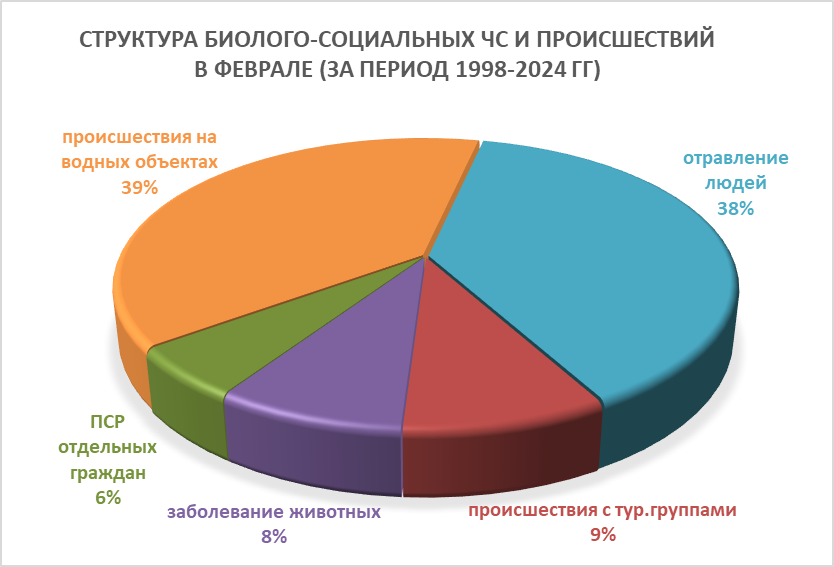 СТРУКТУРА БИОЛОГО-СОЦИАЛЬНЫХ ЧС И ПРОИСШЕСТВИЙ
В ФЕВРАЛЕ (ЗА ПЕРИОД 1998-2024 ГГ)
происшествия на
водных объектах
39%
отравление
людей
38%
ПСР
отдельных
граждан
6%
заболевание животных
8%
происшествия с тур.группами
9%